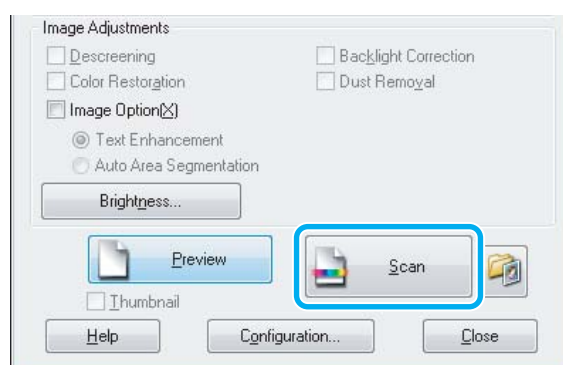 Image Adjustments
Descreening
Backlight Correction
Color Restoration
Dust Removal
Image Option(X)
Text Enhancement
Auto Area Segmentation
Brightness...
Preview
Scan
Thumbnail
Help
Configuration...
Close